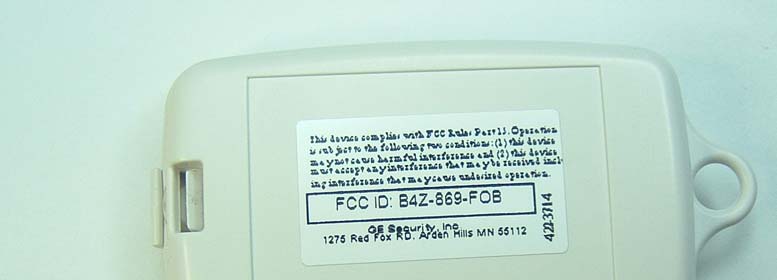 This device complies with FCC Rules Part 15. Operation
is subject to the following two conditions: (1) this device
may not cause harmful interference and (2) this device
must accept any interference that may be received includ
ing interference that may cause undesired operation.
FCC ID: B4Z-869-FOB
GE Security, Inc
1275 Red Fox RD. Arden Hills MN 55112
422-3714